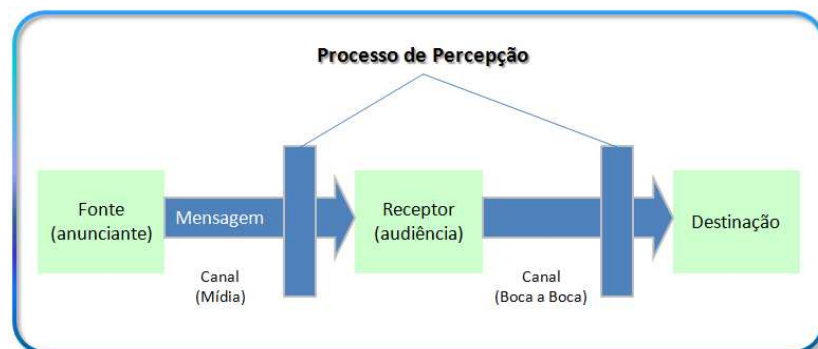 Processo de Percepção
Fonte
(anunciante)
Mensagem
Receptor
(audiência)
Destinação
Canal
(Mídia)
Canal
(Boca a Boca)